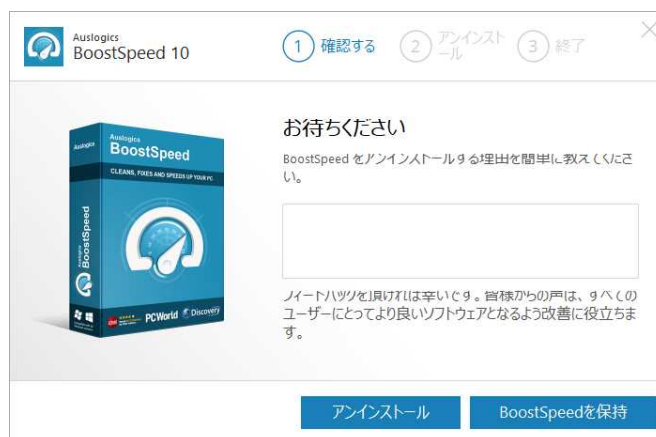 Auslogics
BoostSpeed 10
1 確認する
2 アンインスト
ール
3 終了
お待ちください
BoostSpeed をアンインストールする理由を簡単に教えてくださ
い。
フィードバックを頂ければ幸いです。皆様からの声は、すべての
ユーザーにとってより良いソフトウェアとなるよう改善に役立ちま
す。
Auslogics
Auslogics
BoostSpeed
CLEANS, FIXES AND SPEEDS UP YOUR PC
Auslogics
BoostSpeed
PCWorld
Discovery
アンインストール
BoostSpeedを保持